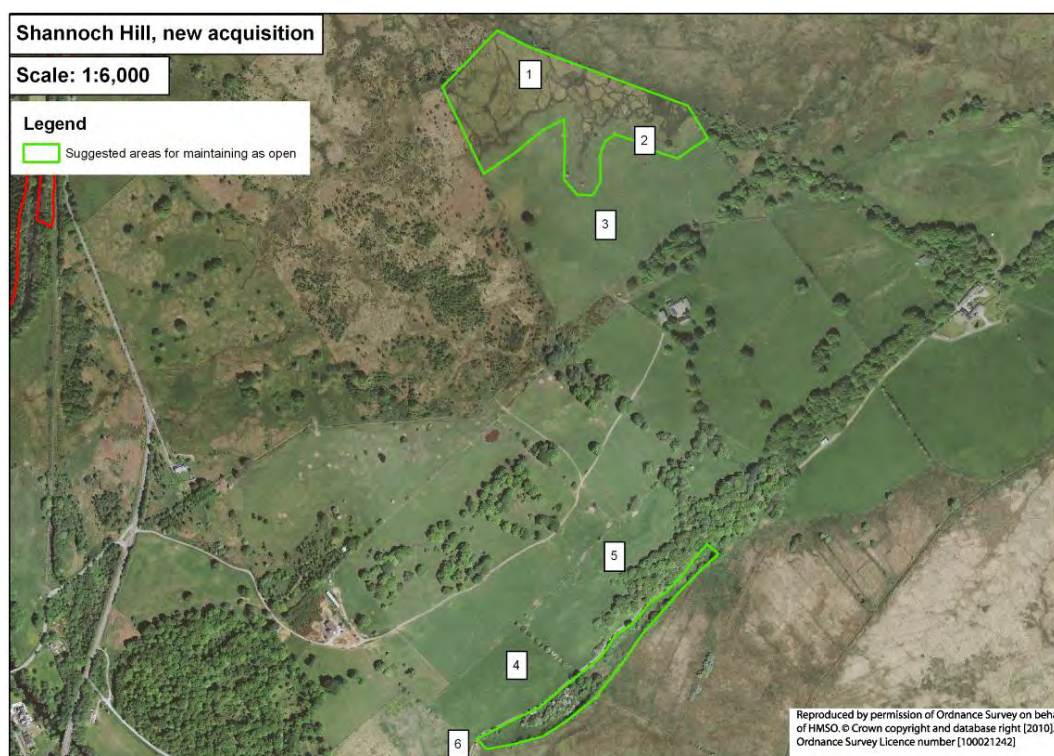 Shannoch Hill, new acquisition
Scale: 1:6,000
Legend
Suggested areas for maintaining as open
1
2
3
5
4
6
Reproduced by permission of Ordnance Survey on beha
of HMSO. © Crown copyright and database right [2010].
Ordnance Survey Licence number [100021242]